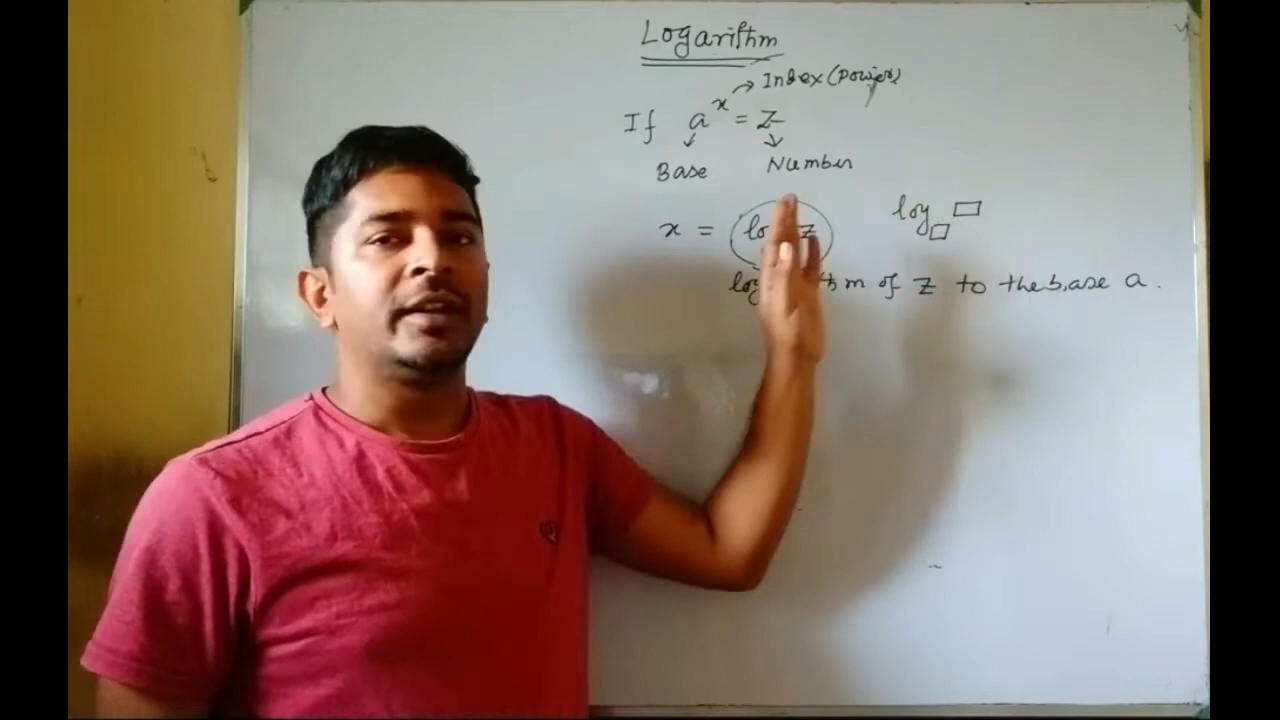 Logarithm
Index (Power)
If a^x = z
Base Number
x = z
log □ □
of z to the base a.